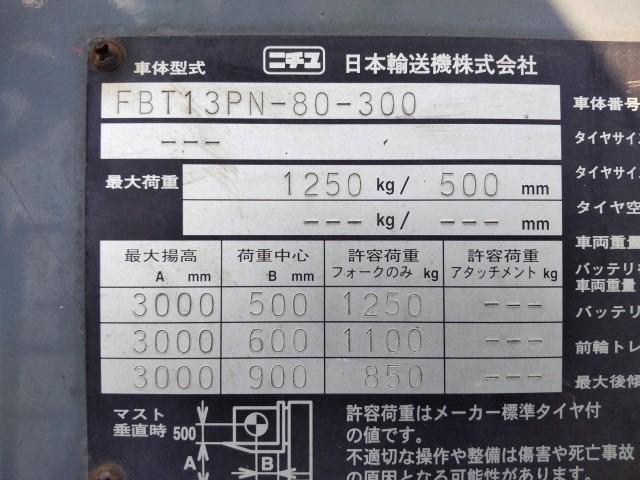 ニチユ 日本輸送機株式会社
車体型式
FBT13PN-80-300
---
車体番号
タイヤサイズ
タイヤサイズ
タイヤ空
車両重量
バッテリ
車両重量
バッテリ
前輪トレ
最大後傾
最大荷重 1250 kg/ 500 mm
--- kg/ --- mm
最大揚高 荷重中心 許容荷重 許容荷重
A mm B mm フォークのみ kg アタッチメント kg
3000 500 1250 ---
3000 600 1100 ---
3000 900 850 ---
マスト
垂直時 500
A B
許容荷重はメーカー標準タイヤ付
の値です。
不適切な操作や整備は傷害や死亡事故
の原因となる可能性があります。